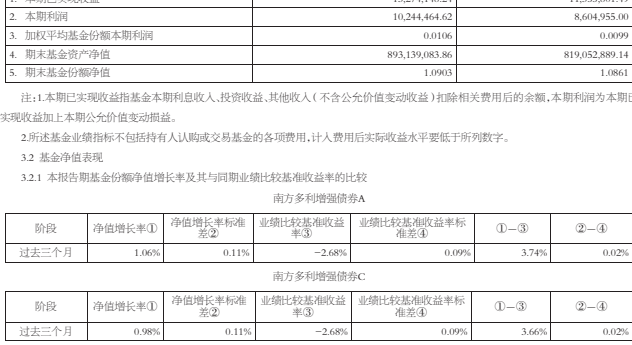 2. 本期利润 10,244,464.62 8,604,955.00
3. 加权平均基金份额本期利润 0.0106 0.0099
4. 期末基金资产净值 893,139,083.86 819,052,889.14
5. 期末基金份额净值 1.0903 1.0861
注:1.本期已实现收益指基金本期利息收入、投资收益、其他收入(不含公允价值变动收益)扣除相关费用后的余额,本期利润为本期已
实现收益加上本期公允价值变动损益。
2.所述基金业绩指标不包括持有人认购或交易基金的各项费用,计入费用后实际收益水平要低于所列数字。
3.2 基金净值表现
3.2.1 本报告期基金份额净值增长率及其与同期业绩比较基准收益率的比较
南方多利增强债券A
阶段 净值增长率① 净值增长率标准差② 业绩比较基准收益率③ 业绩比较基准收益率标准差④ ①-③ ②-④
过去三个月 1.06% 0.11% -2.68% 0.09% 3.74% 0.02%
南方多利增强债券C
阶段 净值增长率① 净值增长率标准差② 业绩比较基准收益率③ 业绩比较基准收益率标准差④ ①-③ ②-④
过去三个月 0.98% 0.11% -2.68% 0.09% 3.66% 0.02%